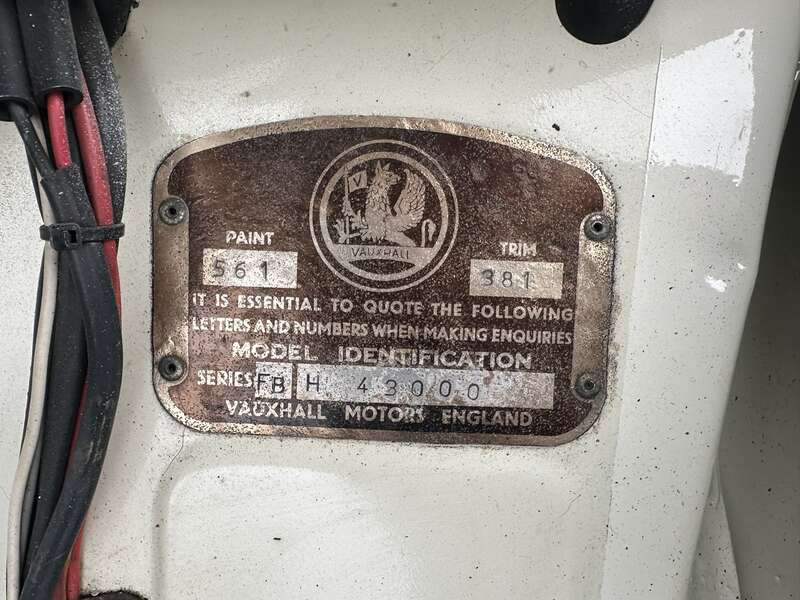 V
VAUXHALL
PAINT TRIM
561 381
IT IS ESSENTIAL TO QUOTE THE FOLLOWING
LETTERS AND NUMBERS WHEN MAKING ENQUIRIES
MODEL IDENTIFICATION
SERIES FB H 43000
VAUXHALL MOTORS ENGLAND